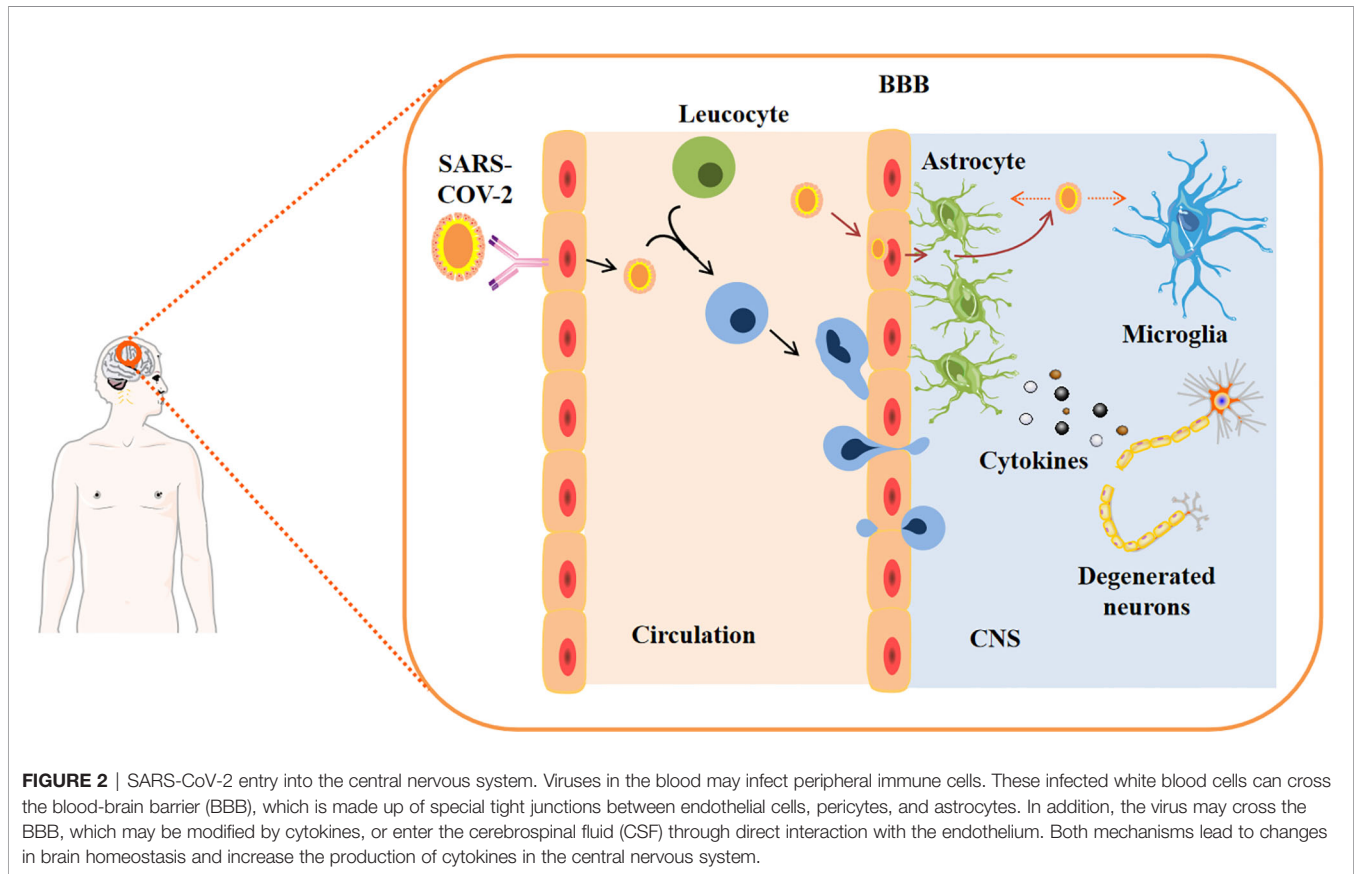 BBB
Leucocyte
SARS-
COV-2
Astrocyte
Microglia
Cytokines
Degenerated
neurons
Circulation
CNS
FIGURE 2 | SARS-CoV-2 entry into the central nervous system. Viruses in the blood may infect peripheral immune cells. These infected white blood cells can cross
the blood-brain barrier (BBB), which is made up of special tight junctions between endothelial cells, pericytes, and astrocytes. In addition, the virus may cross the
BBB, which may be modified by cytokines, or enter the cerebrospinal fluid (CSF) through direct interaction with the endothelium. Both mechanisms lead to changes
in brain homeostasis and increase the production of cytokines in the central nervous system.